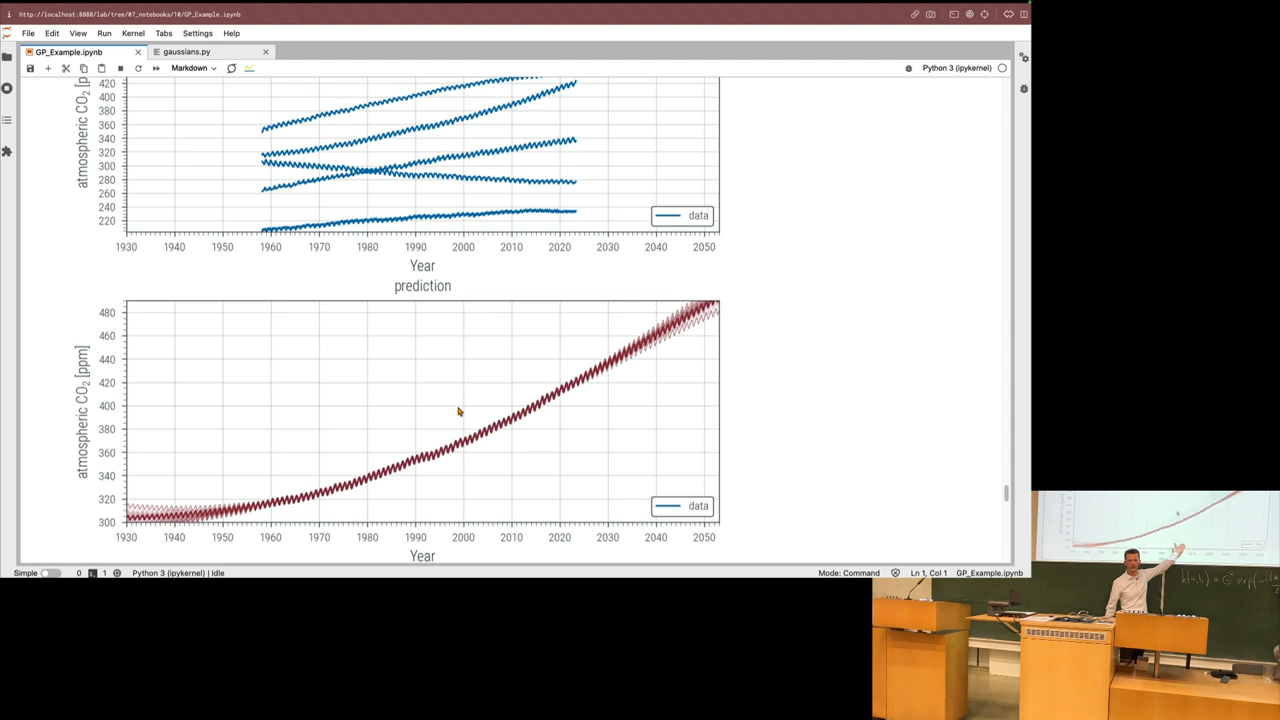 http://localhost:8888/lab/tree/07_notebooks/10/GP_Example.ipynb
File Edit View Run Kernel Tabs Settings Help
GP_Example.ipynb
gaussians.py
Markdown
Python 3 (ipykernel)
atmospheric CO₂ [p
420
400
380
360
340
320
300
280
260
240
220
data
1930 1940 1950 1960 1970 1980 1990 2000 2010 2020 2030 2040 2050
Year
prediction
atmospheric CO₂ [ppm]
480
460
440
420
400
380
360
340
320
300
data
1930 1940 1950 1960 1970 1980 1990 2000 2010 2020 2030 2040 2050
Year
Simple 0 1 Python 3 (ipykernel) | Idle
Mode: Command Ln 1, Col 1 GP_Example.ipynb